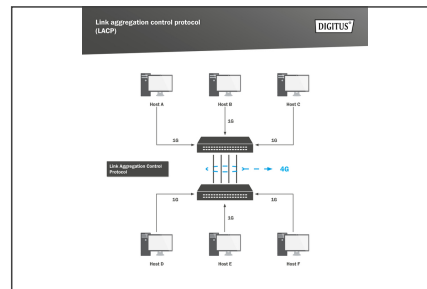 Link aggregation control protocol
(LACP)
DIGITUS®
Host A
Host B
Host C
1G
1G
1G
Link Aggregation Control
Protocol
4G
1G
1G
1G
Host D
Host E
Host F